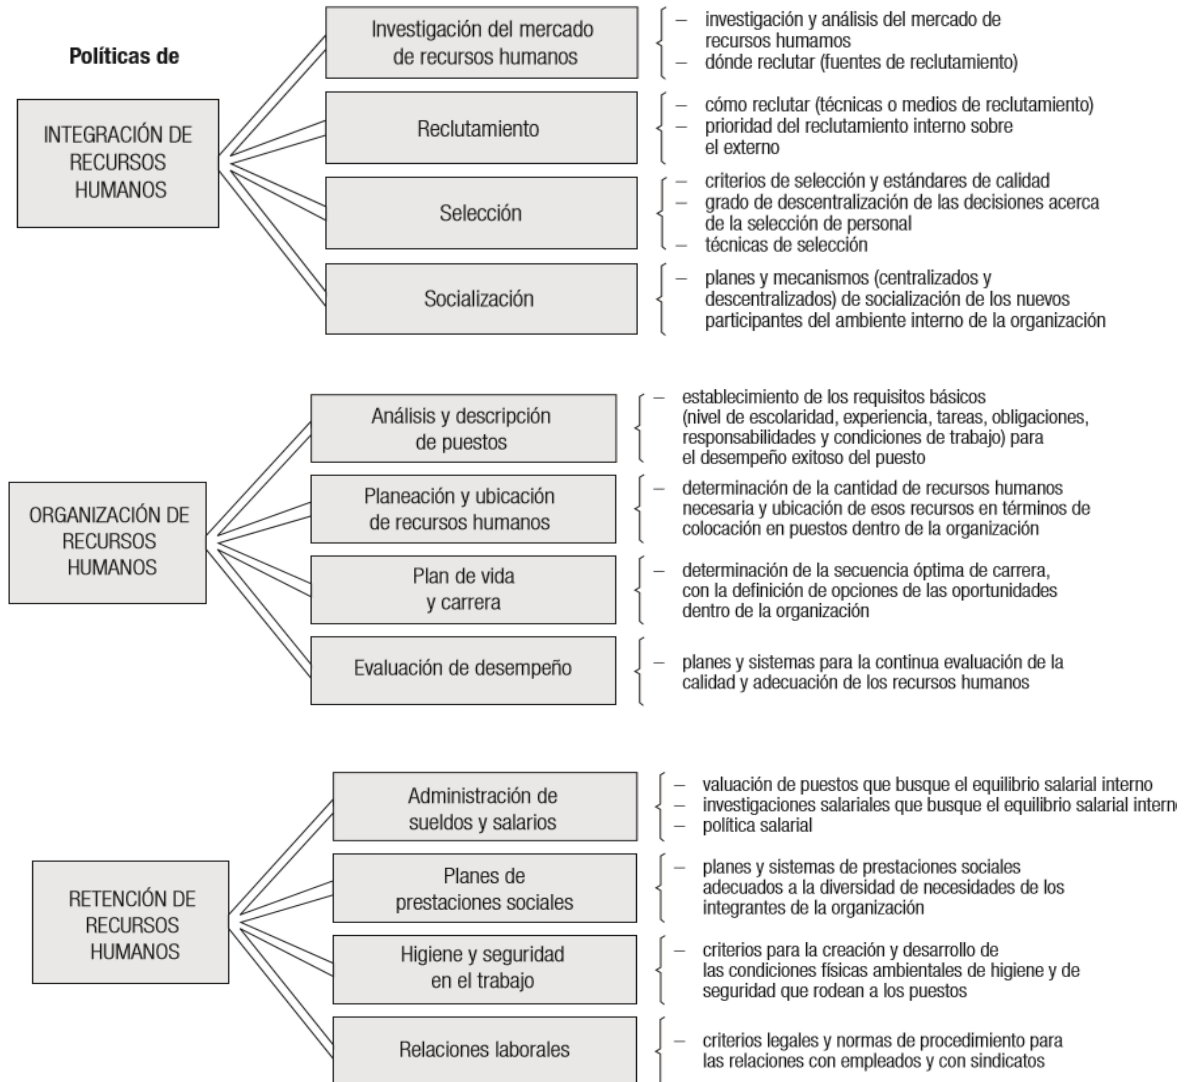 Políticas de
INTEGRACIÓN DE
RECURSOS
HUMANOS
Investigación del mercado
de recursos humanos
– investigación y análisis del mercado de
recursos humamos
– dónde reclutar (fuentes de reclutamiento)
Reclutamiento
– cómo reclutar (técnicas o medios de reclutamiento)
– prioridad del reclutamiento interno sobre
el externo
Selección
– criterios de selección y estándares de calidad
– grado de descentralización de las decisiones acerca
de la selección de personal
– técnicas de selección
Socialización
– planes y mecanismos (centralizados y
descentralizados) de socialización de los nuevos
participantes del ambiente interno de la organización
ORGANIZACIÓN DE
RECURSOS
HUMANOS
Análisis y descripción
de puestos
– establecimiento de los requisitos básicos
(nivel de escolaridad, experiencia, tareas, obligaciones,
responsabilidades y condiciones de trabajo) para
el desempeño exitoso del puesto
Planeación y ubicación
de recursos humanos
– determinación de la cantidad de recursos humanos
necesaria y ubicación de esos recursos en términos de
colocación en puestos dentro de la organización
Plan de vida
y carrera
– determinación de la secuencia óptima de carrera,
con la definición de opciones de las oportunidades
dentro de la organización
Evaluación de desempeño
– planes y sistemas para la continua evaluación de la
calidad y adecuación de los recursos humanos
RETENCIÓN DE
RECURSOS
HUMANOS
Administración de
sueldos y salarios
– valuación de puestos que busque el equilibrio salarial interno
– investigaciones salariales que busque el equilibrio salarial intern
– política salarial
Planes de
prestaciones sociales
– planes y sistemas de prestaciones sociales
adecuados a la diversidad de necesidades de los
integrantes de la organización
Higiene y seguridad
en el trabajo
– criterios para la creación y desarrollo de
las condiciones físicas ambientales de higiene y de
seguridad que rodean a los puestos
Relaciones laborales
– criterios legales y normas de procedimiento para
las relaciones con empleados y con sindicatos